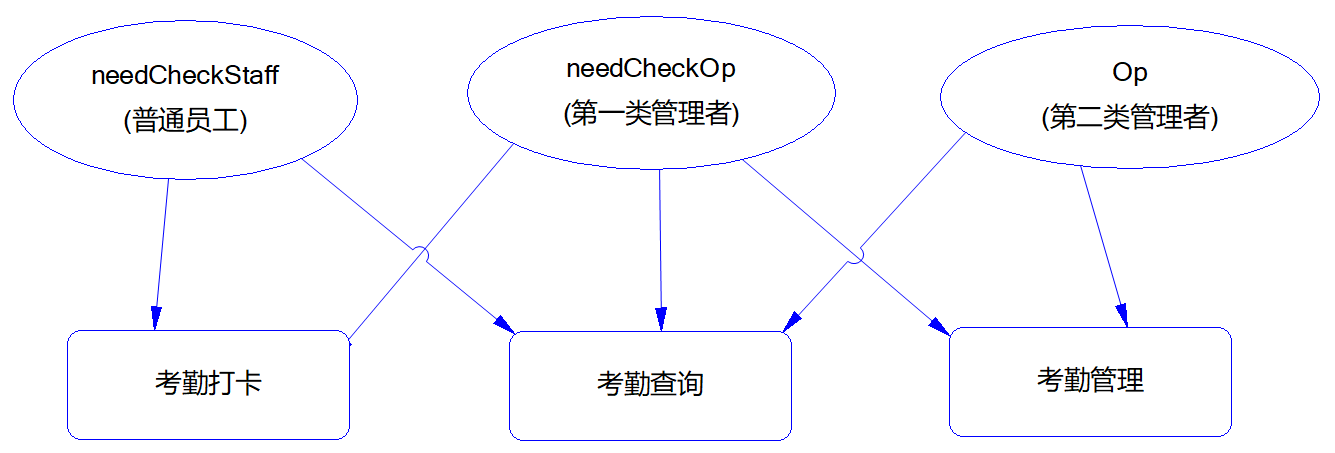 needCheckStaff
(普通员工)
needCheckOp
(第一类管理者)
Op
(第二类管理者)
考勤打卡
考勤查询
考勤管理